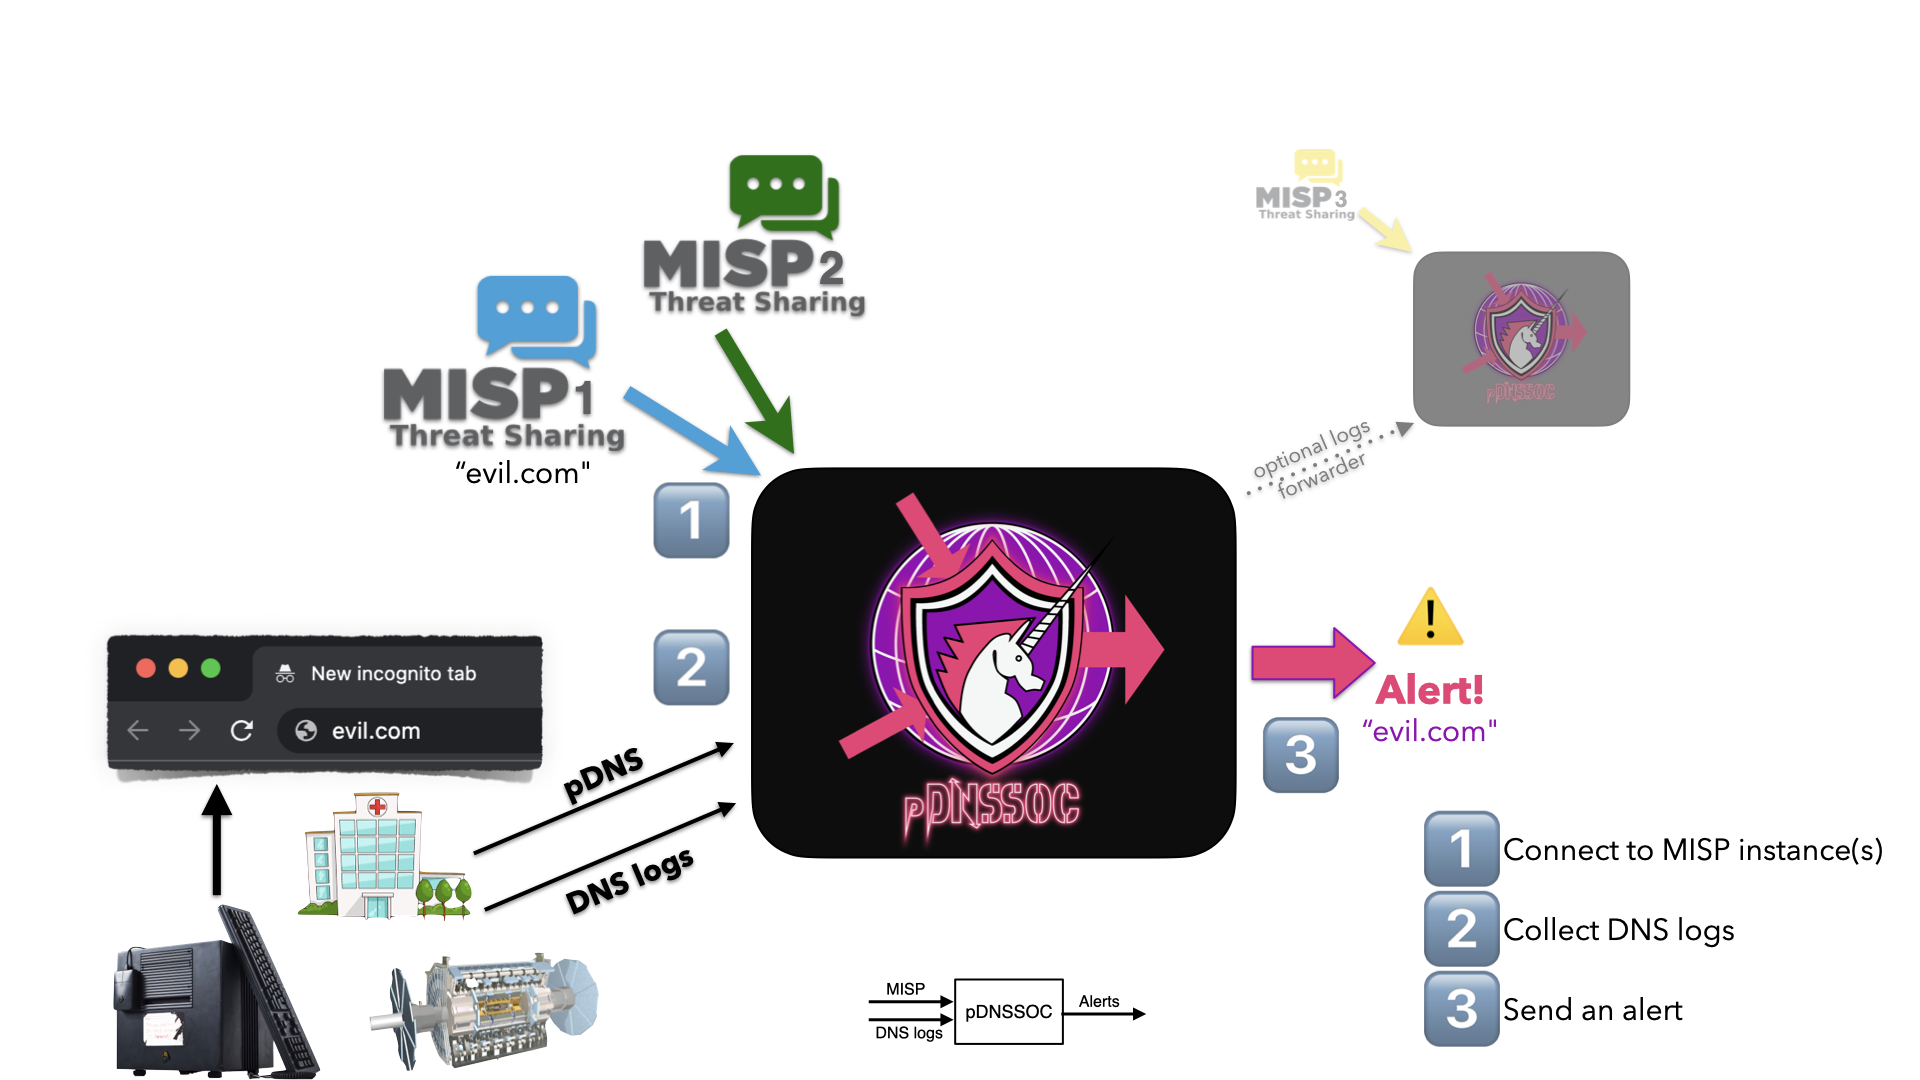 MISP 3
Threat Sharing
MISP 2
Threat Sharing
MISP 1
Threat Sharing
“evil.com"
pDNSSOC
optional logs
forwarder
1
2
pDNSSOC
Alert!
“evil.com"
3
New incognito tab
evil.com
pDNS
DNS logs
1 Connect to MISP instance(s)
2 Collect DNS logs
3 Send an alert
MISP
DNS logs
pDNSSOC
Alerts